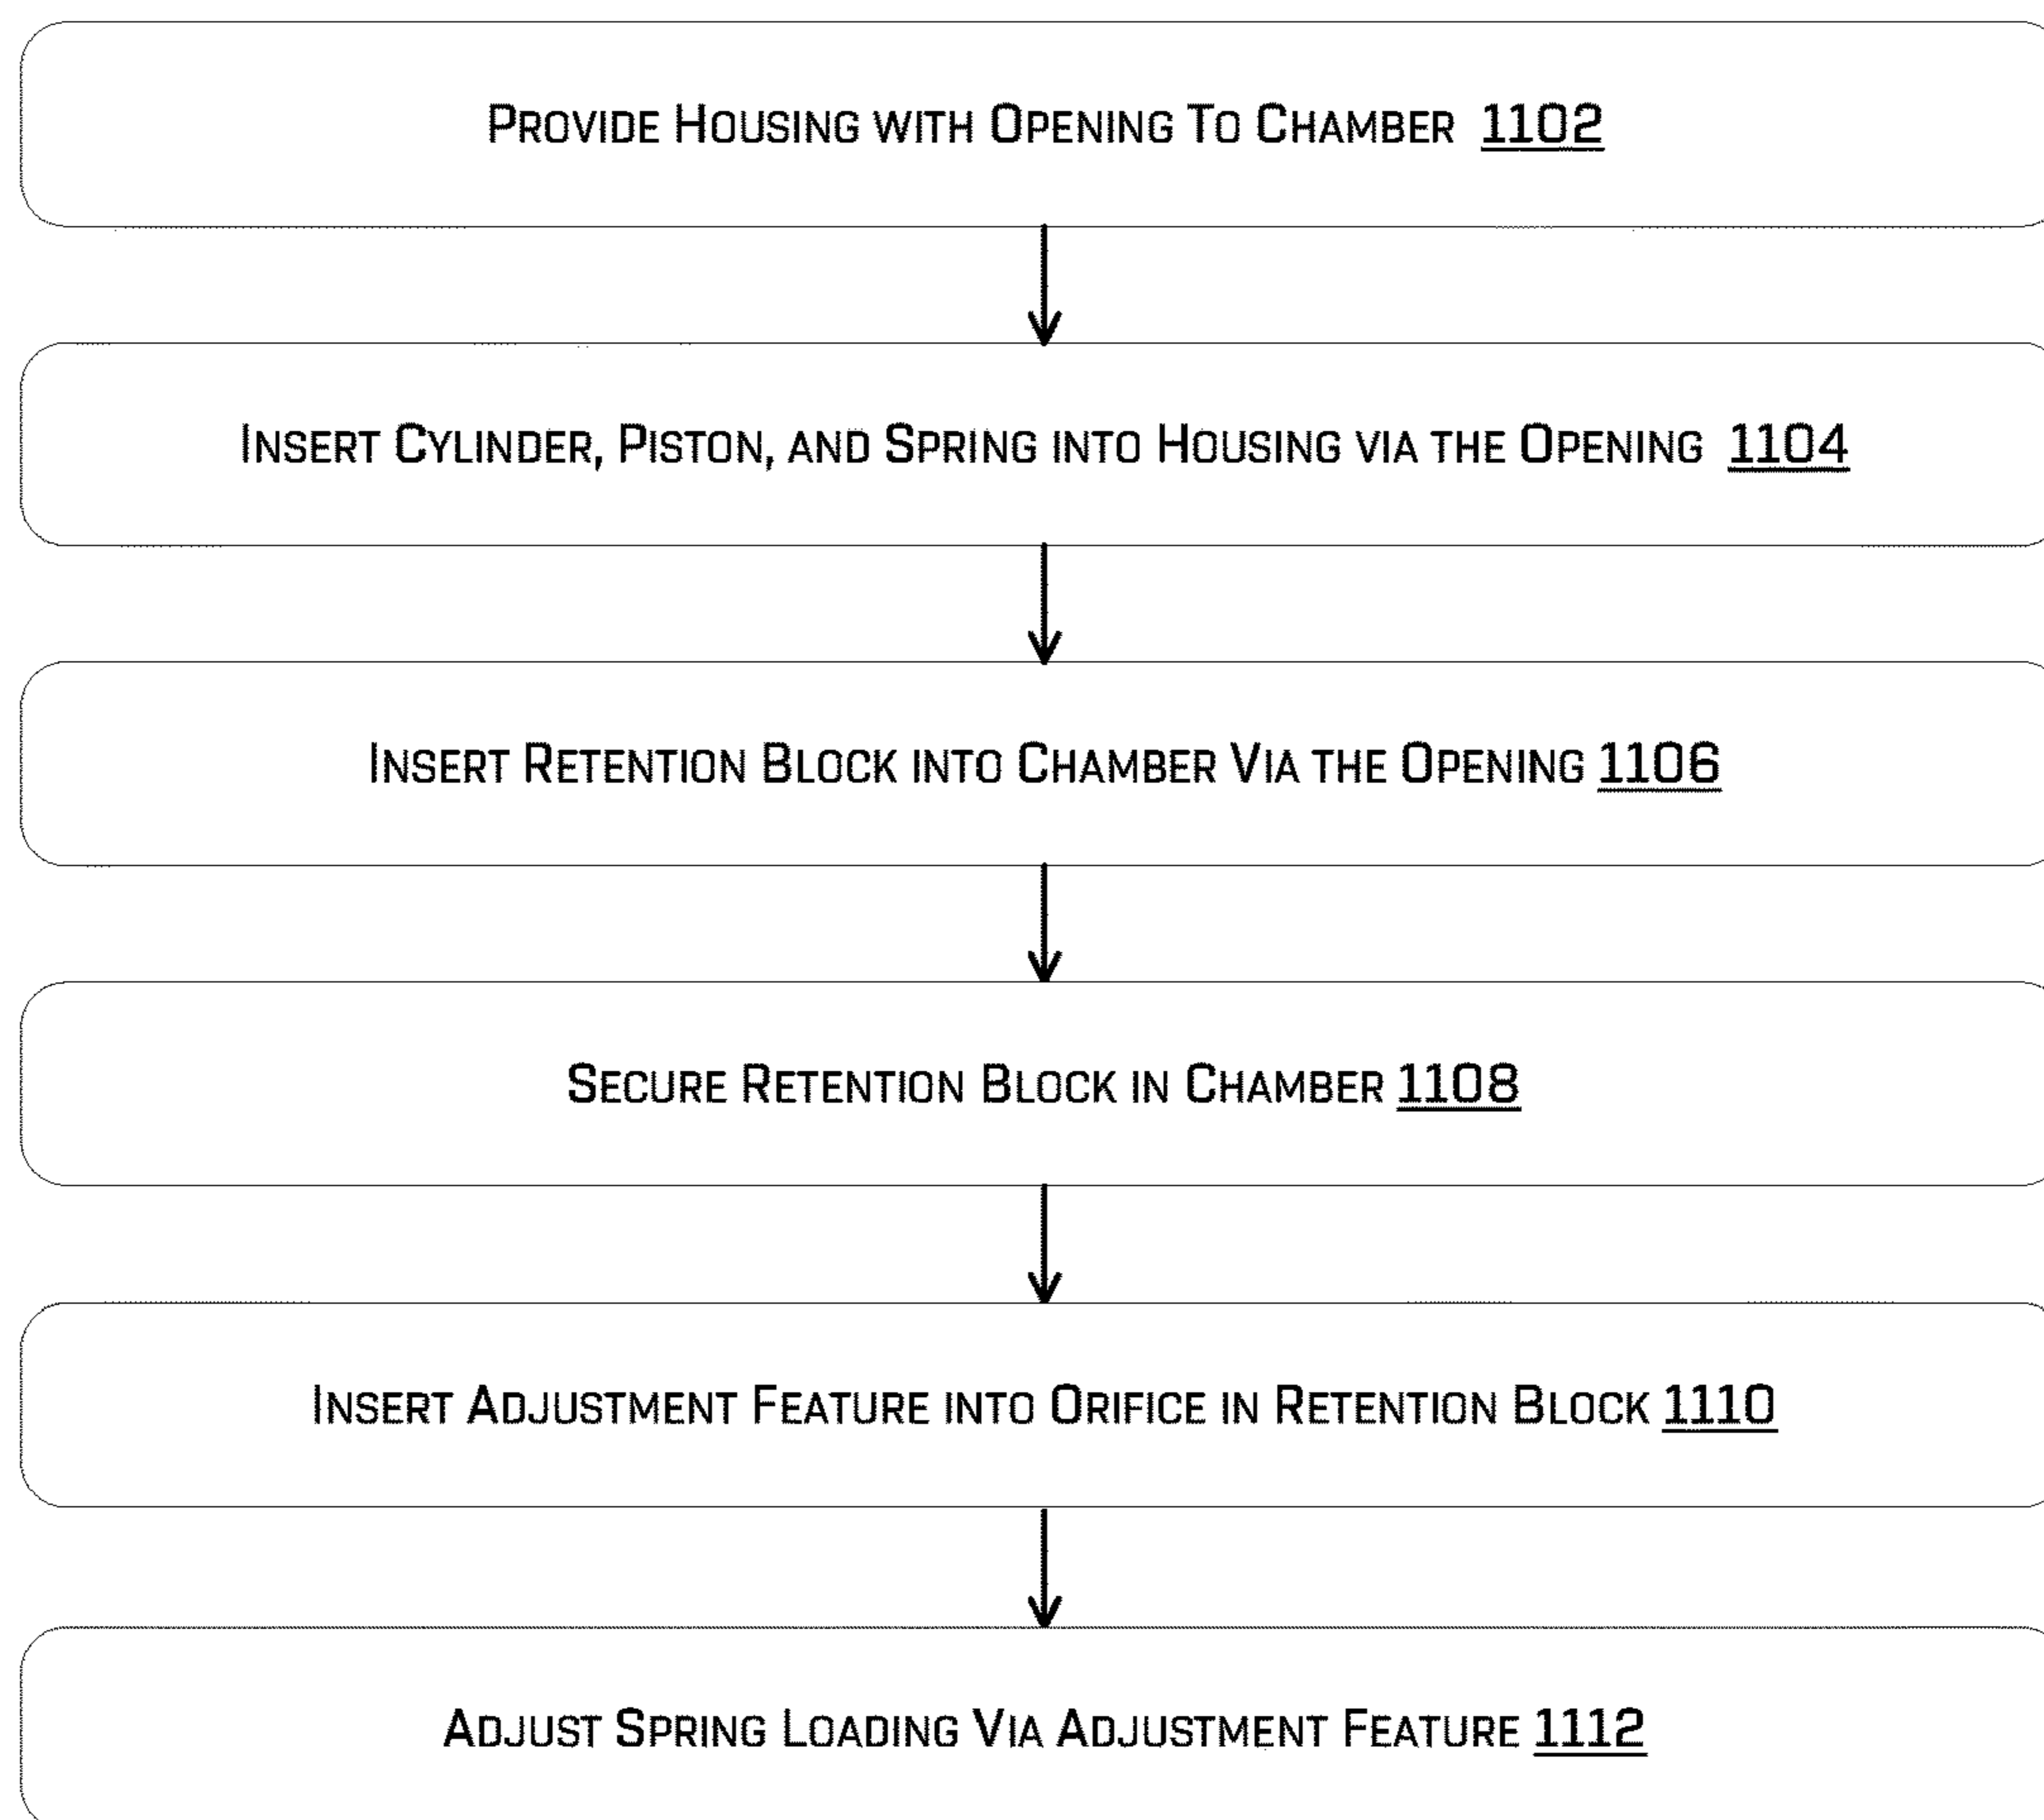 Provide Housing with Opening To Chamber 1102
Insert Cylinder, Piston, and Spring into Housing via the Opening 1104
Insert Retention Block into Chamber Via the Opening 1106
Secure Retention Block in Chamber 1108
Insert Adjustment Feature into Orifice in Retention Block 1110
Adjust Spring Loading Via Adjustment Feature 1112